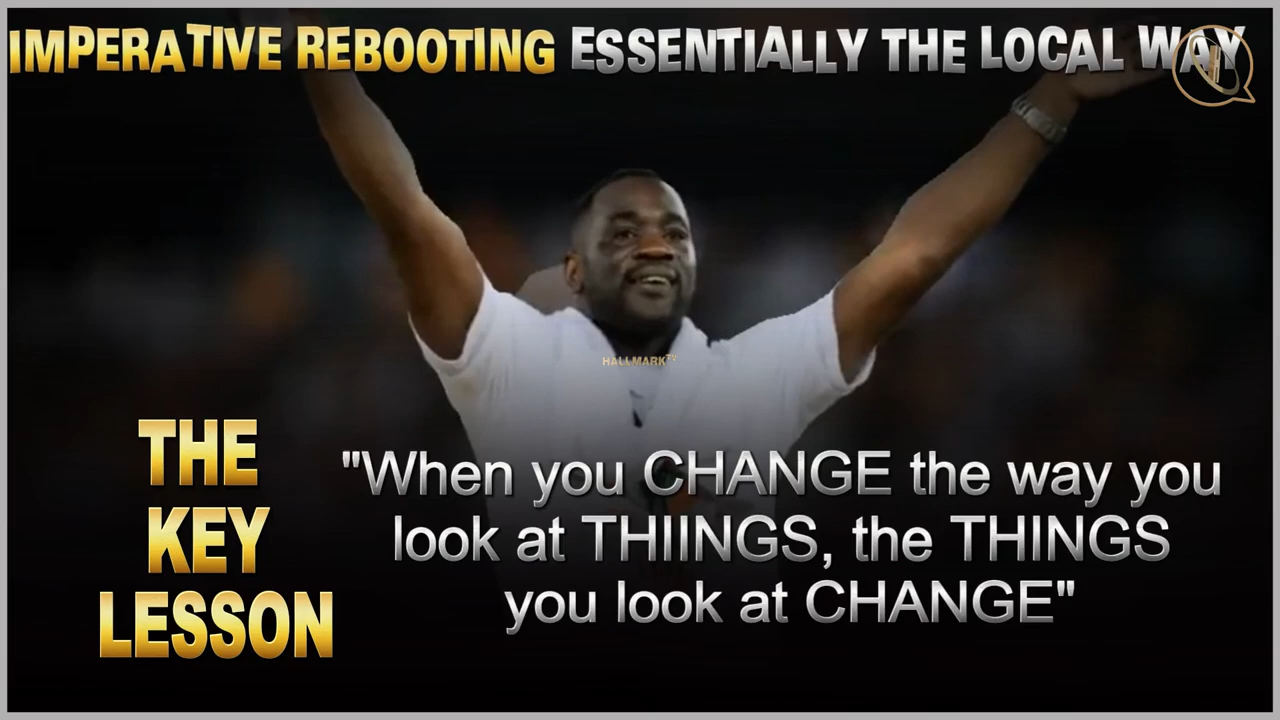 IMPERATIVE REBOOTING ESSENTIALLY THE LOCAL WAY
HALLMARKTV
THE
KEY
LESSON
"When you CHANGE the way you
look at THIINGS, the THINGS
you look at CHANGE"